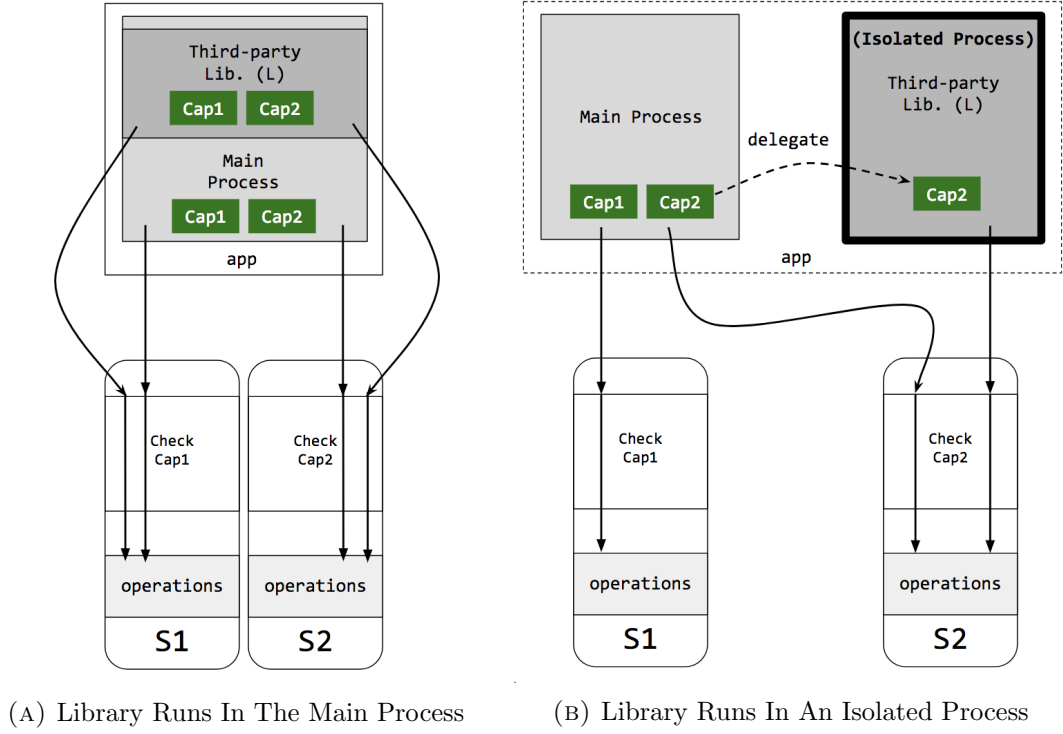 Third-party
Lib. (L)
Cap1 Cap2
Main
Process
Cap1 Cap2
app
Check
Cap1
Check
Cap2
operations
operations
S1
S2
(A) Library Runs In The Main Process
Main Process
Cap1 Cap2
delegate
(Isolated Process)
Third-party
Lib. (L)
Cap2
app
Check
Cap1
Check
Cap2
operations
operations
S1
S2
(B) Library Runs In An Isolated Process